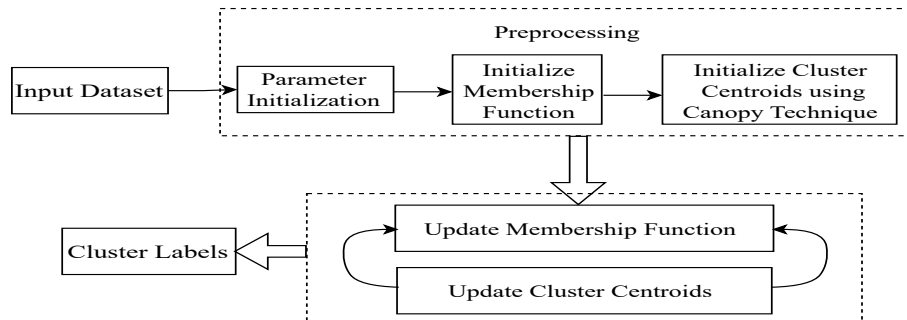 Preprocessing
Input Dataset
Parameter
Initialization
Initialize
Membership
Function
Initialize Cluster
Centroids using
Canopy Technique
Update Membership Function
Cluster Labels
Update Cluster Centroids